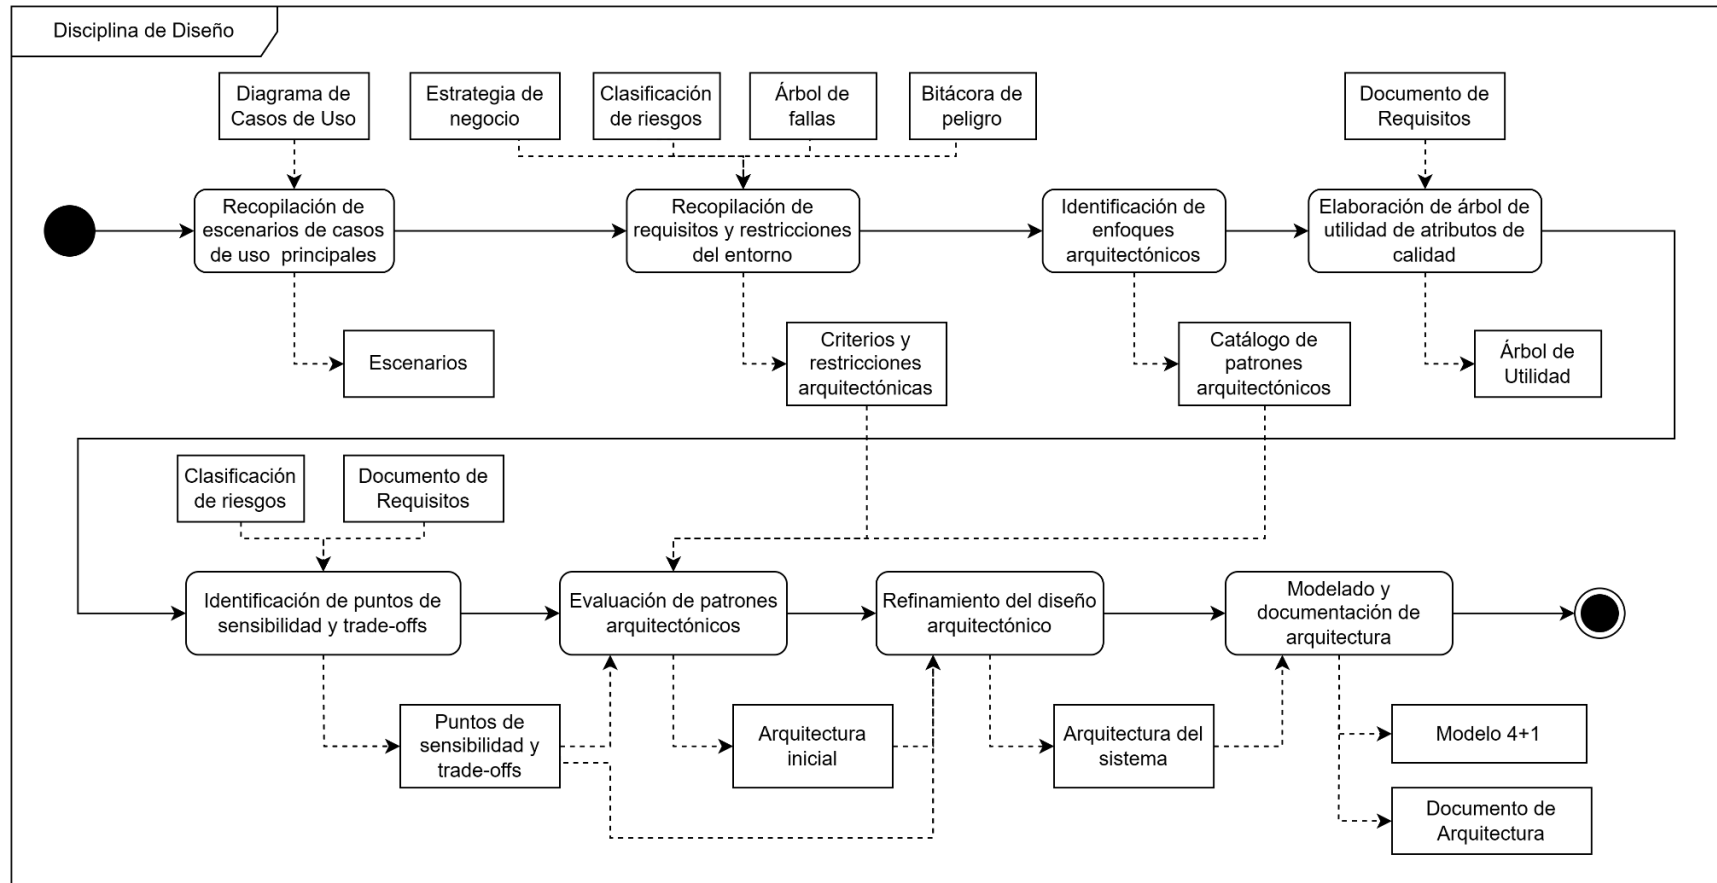 Disciplina de Diseño
Diagrama de
Casos de Uso
Estrategia de
negocio
Clasificación
de riesgos
Árbol de
fallas
Bitácora de
peligro
Documento de
Requisitos
Recopilación de
escenarios de casos
de uso principales
Recopilación de
requisitos y restricciones
del entorno
Identificación de
enfoques
arquitectónicos
Elaboración de árbol de
utilidad de atributos de
calidad
Escenarios
Criterios y
restricciones
arquitectónicas
Catálogo de
patrones
arquitectónicos
Árbol de
Utilidad
Clasificación
de riesgos
Documento de
Requisitos
Identificación de puntos de
sensibilidad y trade-offs
Evaluación de patrones
arquitectónicos
Refinamiento del diseño
arquitectónico
Modelado y
documentación de
arquitectura
Puntos de
sensibilidad y
trade-offs
Arquitectura
inicial
Arquitectura del
sistema
Modelo 4+1
Documento de
Arquitectura